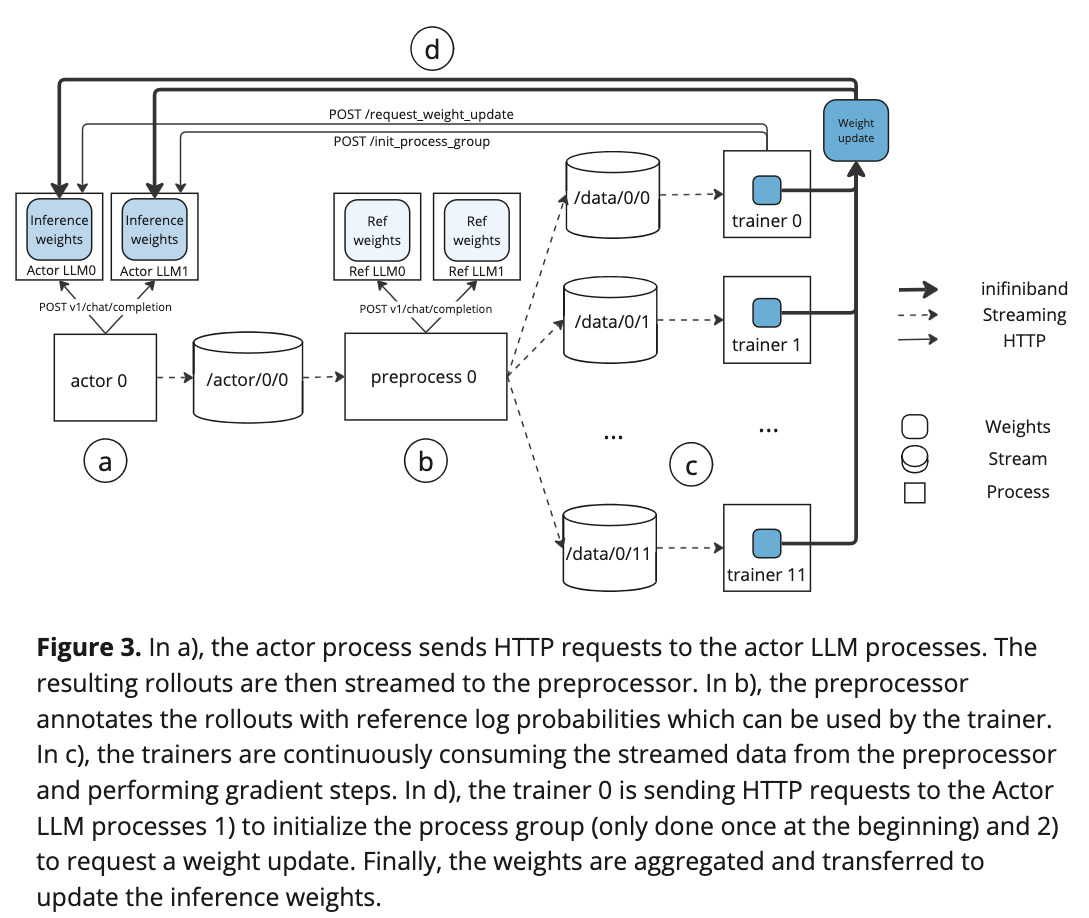 d
POST /request_weight_update
POST /init_process_group
Weight
update
Inference
weights
Actor LLM0
Inference
weights
Actor LLM1
Ref
weights
Ref LLM0
Ref
weights
Ref LLM1
/data/0/0
trainer 0
POST v1/chat/completion
POST v1/chat/completion
/data/0/1
trainer 1
actor 0
/actor/0/0
preprocess 0
...
...
a
b
c
/data/0/11
trainer 11
inifiniband
Streaming
HTTP
Weights
Stream
Process
Figure 3. In a), the actor process sends HTTP requests to the actor LLM processes. The
resulting rollouts are then streamed to the preprocessor. In b), the preprocessor
annotates the rollouts with reference log probabilities which can be used by the trainer.
In c), the trainers are continuously consuming the streamed data from the preprocessor
and performing gradient steps. In d), the trainer 0 is sending HTTP requests to the Actor
LLM processes 1) to initialize the process group (only done once at the beginning) and 2)
to request a weight update. Finally, the weights are aggregated and transferred to
update the inference weights.